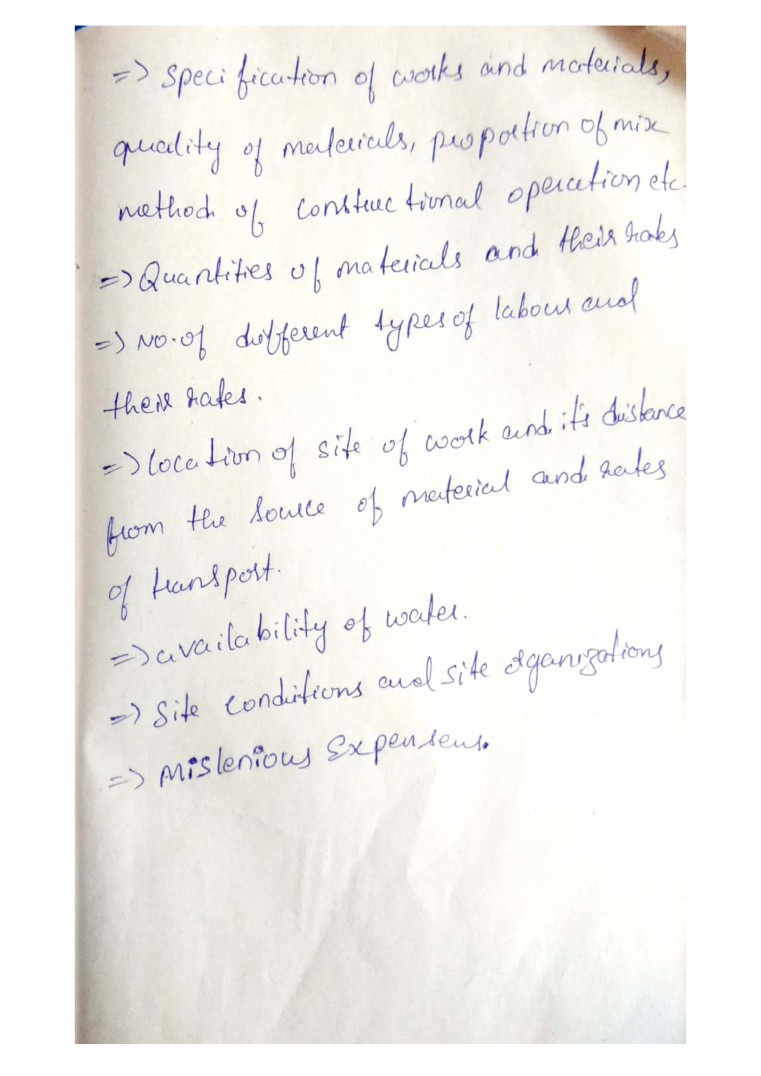 => Specification of works and materials,
quality of materials, proportion of mix
method of constructional operation etc.
=> Quantities of materials and their rates
=> No. of different types of labour and
their rates.
=> location of site of work and it's distance
from the source of material and rates
of transport.
=> availability of water.
=> Site Conditions and site organizations
=> Mislenious Expenseus.